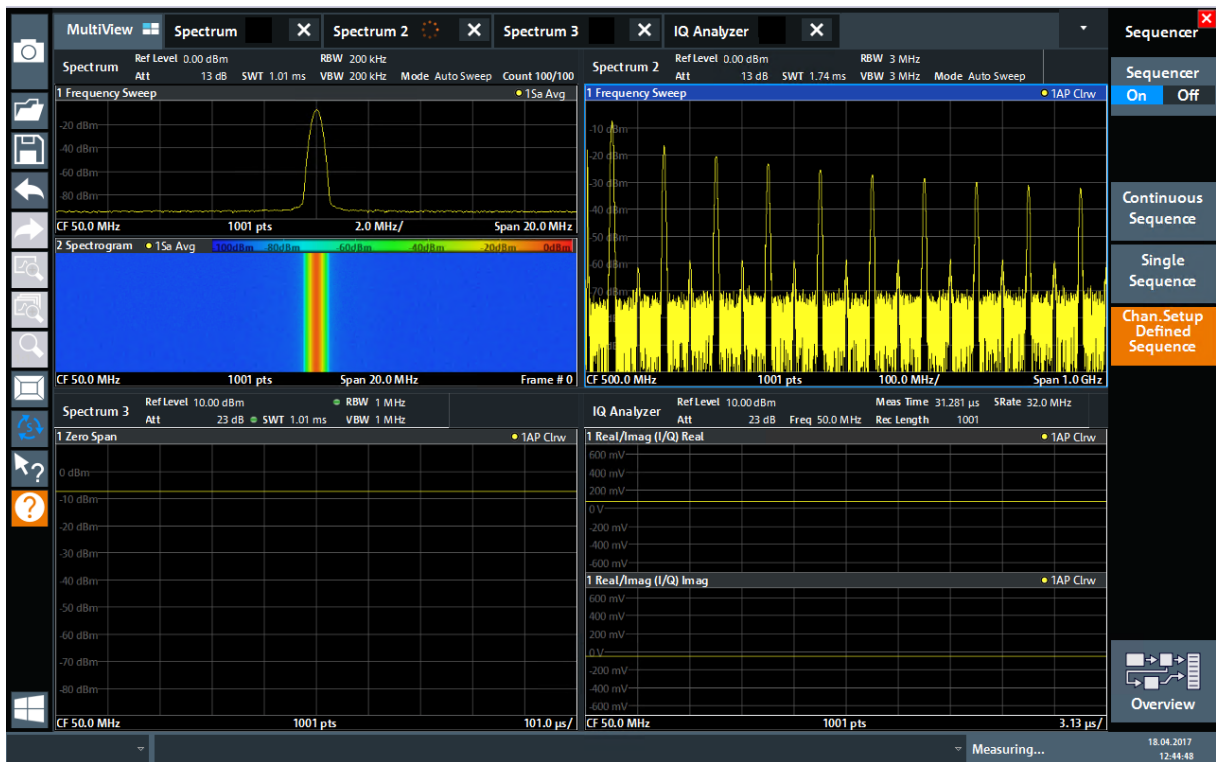 MultiView
Spectrum
Spectrum 2
Spectrum 3
IQ Analyzer
Spectrum
Ref Level 0.00 dBm RBW 200 kHz
Att 13 dB SWT 1.01 ms VBW 200 kHz Mode Auto Sweep Count 100/100
1 Frequency Sweep 1Sa Avg
-20 dBm
-40 dBm
-60 dBm
-80 dBm
CF 50.0 MHz 1001 pts 2.0 MHz/ Span 20.0 MHz
2 Spectrogram 1Sa Avg -100dBm -80dBm -60dBm -40dBm -20dBm 0dBm
CF 50.0 MHz 1001 pts Span 20.0 MHz Frame # 0
Spectrum 2
Ref Level 0.00 dBm RBW 3 MHz
Att 13 dB SWT 1.74 ms VBW 3 MHz Mode Auto Sweep
1 Frequency Sweep 1AP Clrw
-10 dBm
-20 dBm
-30 dBm
-40 dBm
-50 dBm
-60 dBm
-70 dBm
CF 500.0 MHz 1001 pts 100.0 MHz/ Span 1.0 GHz
Spectrum 3
Ref Level 10.00 dBm RBW 1 MHz
Att 23 dB SWT 1.01 ms VBW 1 MHz
1 Zero Span 1AP Clrw
0 dBm
-10 dBm
-20 dBm
-30 dBm
-40 dBm
-50 dBm
-60 dBm
-70 dBm
-80 dBm
CF 50.0 MHz 1001 pts 101.0 µs/
IQ Analyzer
Ref Level 10.00 dBm Meas Time 31.281 µs SRate 32.0 MHz
Att 23 dB Freq 50.0 MHz Rec Length 1001
1 Real/Imag (I/Q) Real 1AP Clrw
600 mV
400 mV
200 mV
0 V
-200 mV
-400 mV
-600 mV
1 Real/Imag (I/Q) Imag 1AP Clrw
600 mV
400 mV
200 mV
0 V
-200 mV
-400 mV
-600 mV
CF 50.0 MHz 1001 pts 3.13 µs/
Sequencer
Sequencer
On Off
Continuous
Sequence
Single
Sequence
Chan.Setup
Defined
Sequence
Overview
Measuring...
18.04.2017
12:44:48